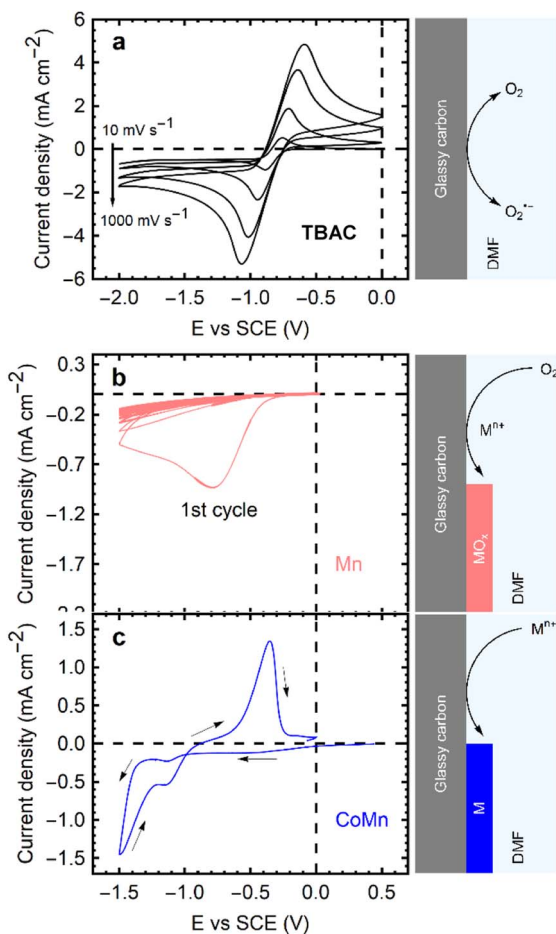 a
Current density (mA cm−2)
6
4
2
0
−2
−4
−6
10 mV s−1
1000 mV s−1
TBAC
−2.0 −1.5 −1.0 −0.5 0.0
E vs SCE (V)
Glassy carbon
O2
O2•−
DMF
b
Current density (mA cm−2)
0.3
−0.2
−0.7
−1.2
−1.7
1st cycle
Mn
Glassy carbon
O2
Mn+
MOx
DMF
c
Current density (mA cm−2)
1.5
1.0
0.5
0.0
−0.5
−1.0
−1.5
CoMn
−1.5 −1.0 −0.5 0.0
E vs SCE (V)
Glassy carbon
Mn+
M
DMF